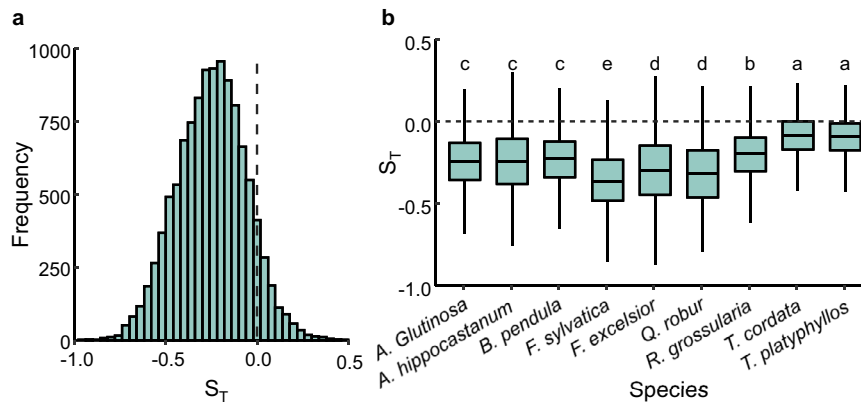 a
1000
750
500
250
0
Frequency
-1.0 -0.5 0.0 0.5
S_T
b
0.5
0.0
-0.5
-1.0
S_T
c c c e d d b a a
A. Glutinosa
A. hippocastanum
B. pendula
F. sylvatica
F. excelsior
Q. robur
R. grossularia
T. cordata
T. platyphyllos
Species